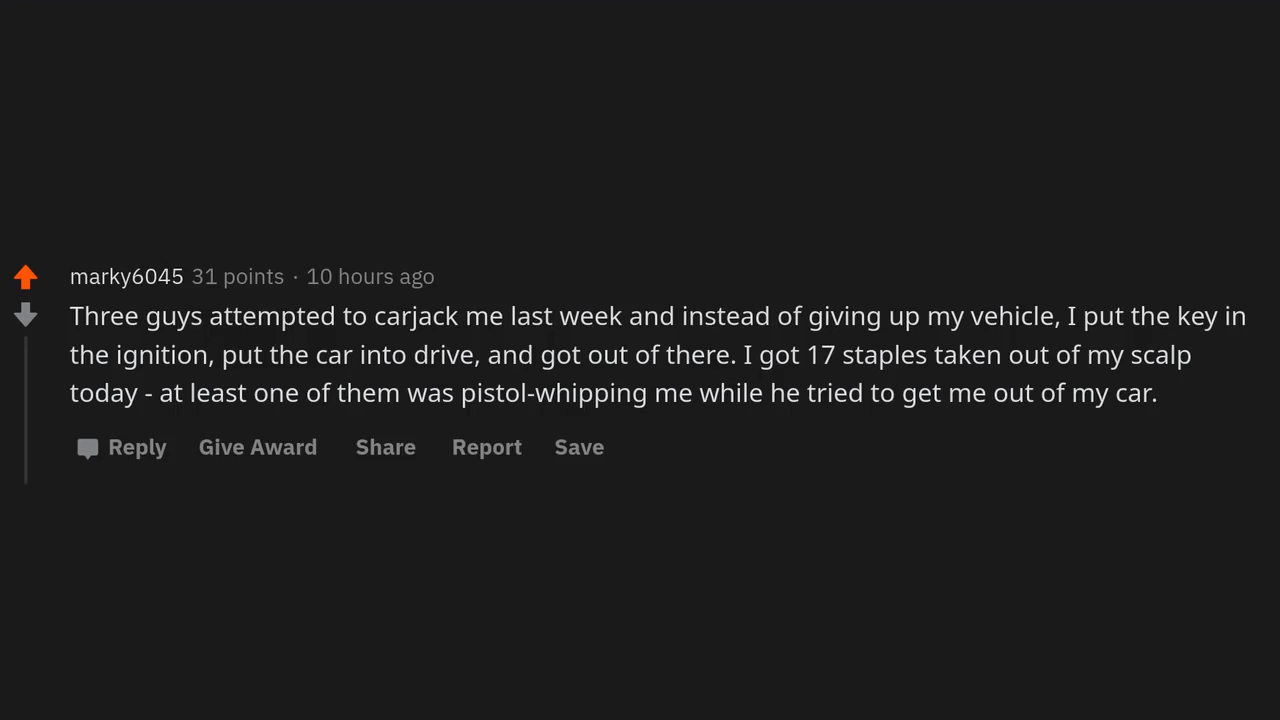 marky6045 31 points · 10 hours ago
Three guys attempted to carjack me last week and instead of giving up my vehicle, I put the key in
the ignition, put the car into drive, and got out of there. I got 17 staples taken out of my scalp
today - at least one of them was pistol-whipping me while he tried to get me out of my car.
Reply Give Award Share Report Save